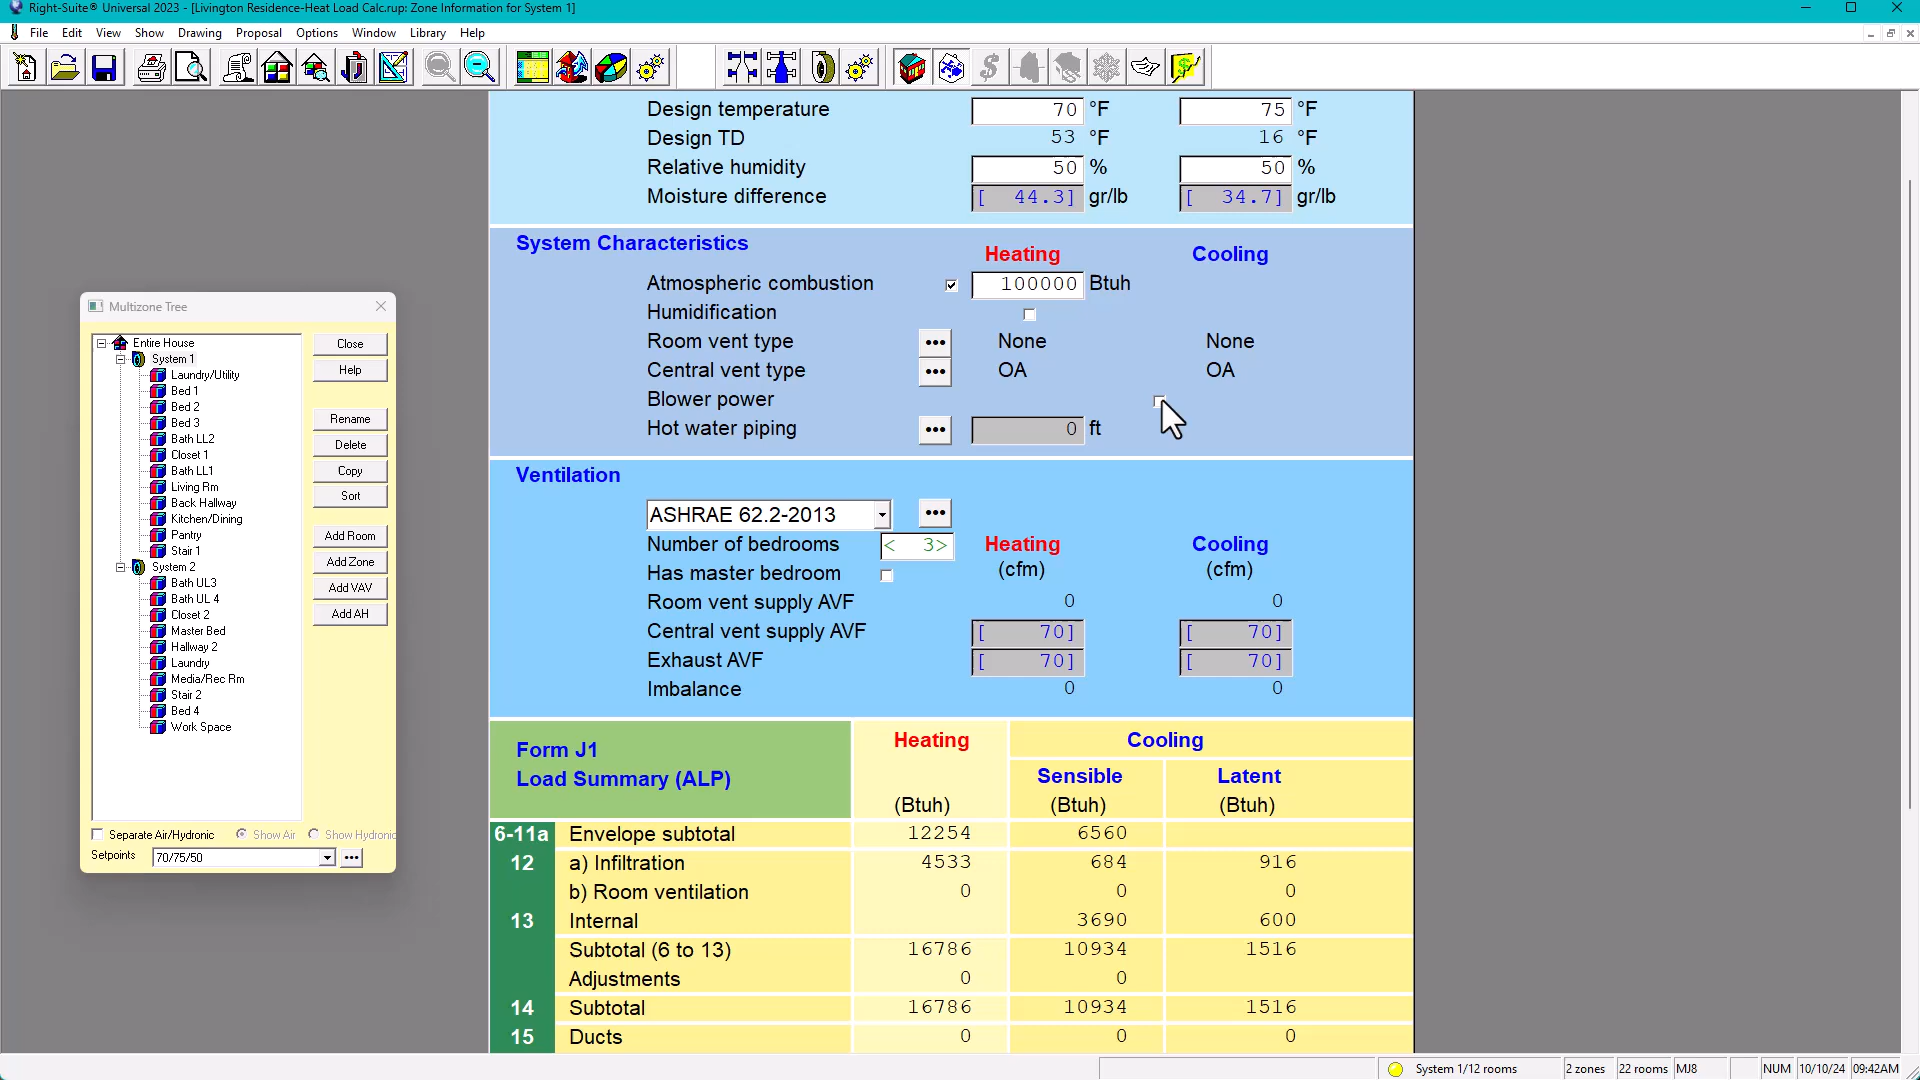 Right-Suite® Universal 2023 - [Livington Residence-Heat Load Calc.rup: Zone Information for System 1]
File Edit View Show Drawing Proposal Options Window Library Help
Design temperature 70 °F 75 °F
Design TD 53 °F 16 °F
Relative humidity 50 % 50 %
Moisture difference [ 44.3] gr/lb [ 34.7] gr/lb
System Characteristics
Heating Cooling
Atmospheric combustion 100000 Btuh
Humidification
Room vent type ••• None None
Central vent type ••• OA OA
Blower power
Hot water piping ••• 0 ft
Ventilation
ASHRAE 62.2-2013 •••
Number of bedrooms < 3> Heating Cooling
Has master bedroom (cfm) (cfm)
Room vent supply AVF 0 0
Central vent supply AVF [ 70] [ 70]
Exhaust AVF [ 70] [ 70]
Imbalance 0 0
Form J1 Heating Cooling
Load Summary (ALP) Sensible Latent
(Btuh) (Btuh) (Btuh)
6-11a Envelope subtotal 12254 6560
12 a) Infiltration 4533 684 916
b) Room ventilation 0 0 0
13 Internal 3690 600
Subtotal (6 to 13) 16786 10934 1516
Adjustments 0 0
14 Subtotal 16786 10934 1516
15 Ducts 0 0 0
Multizone Tree
Entire House
System 1
Laundry/Utility
Bed 1
Bed 2
Bed 3
Bath LL2
Closet 1
Bath LL1
Living Rm
Back Hallway
Kitchen/Dining
Pantry
Stair 1
System 2
Bath UL3
Bath UL 4
Closet 2
Master Bed
Hallway 2
Laundry
Media/Rec Rm
Stair 2
Bed 4
Work Space
Close
Help
Rename
Delete
Copy
Sort
Add Room
Add Zone
Add VAV
Add AH
Separate Air/Hydronic Show Air Show Hydronic
Setpoints 70/75/50 •••
System 1/12 rooms 2 zones 22 rooms MJ8 NUM 10/10/24 09:42AM